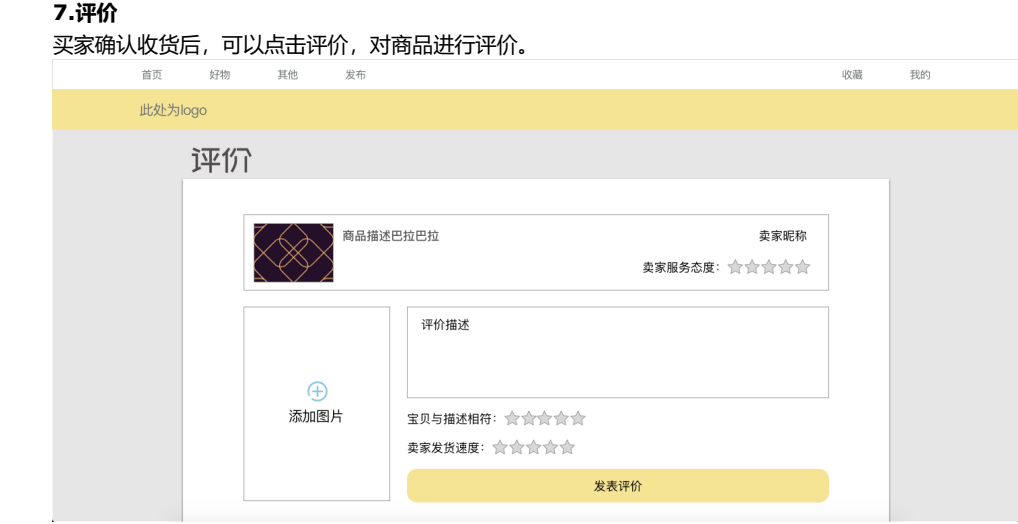 7.评价
买家确认收货后，可以点击评价，对商品进行评价。
首页 好物 其他 发布 收藏 我的
此处为logo
评价
商品描述巴拉巴拉 卖家昵称
卖家服务态度：
评价描述
添加图片
宝贝与描述相符：
卖家发货速度：
发表评价